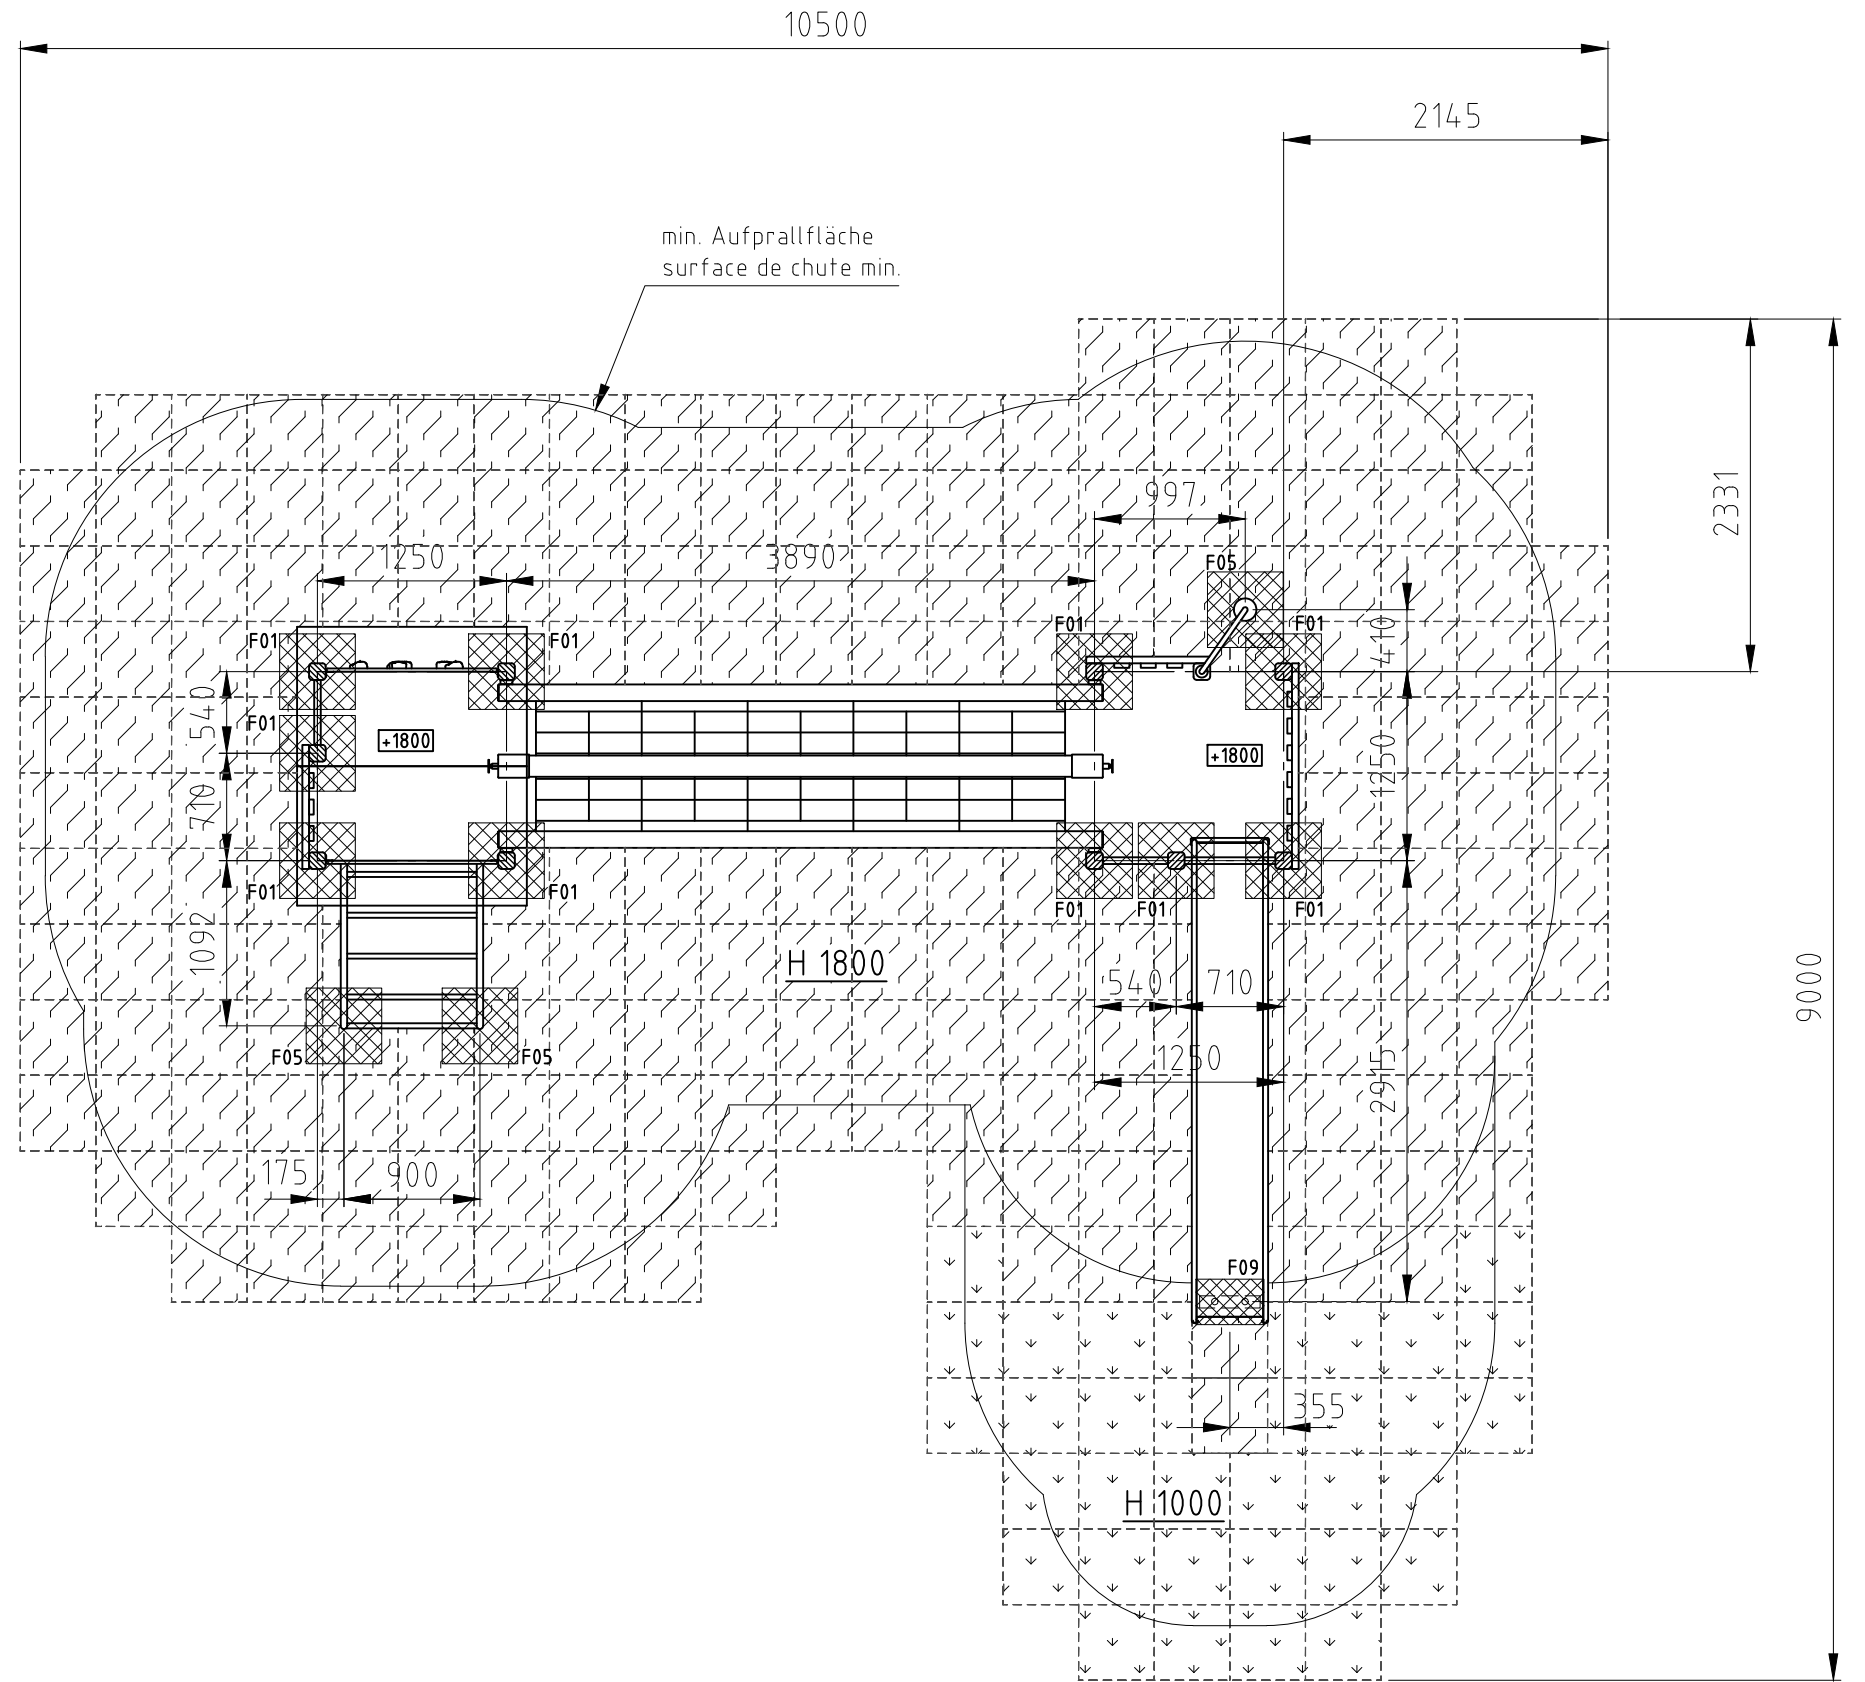 10500
2145
min. Aufprallfläche
surface de chute min.
2331
997
1250
3890
F05
F01
F01
F01
F01
410
540
F01
+1800
+1800
1250
710
F01
F01
F01
F01
F01
1092
H 1800
540
710
9000
F05
F05
1250
2915
175
900
F09
355
H 1000